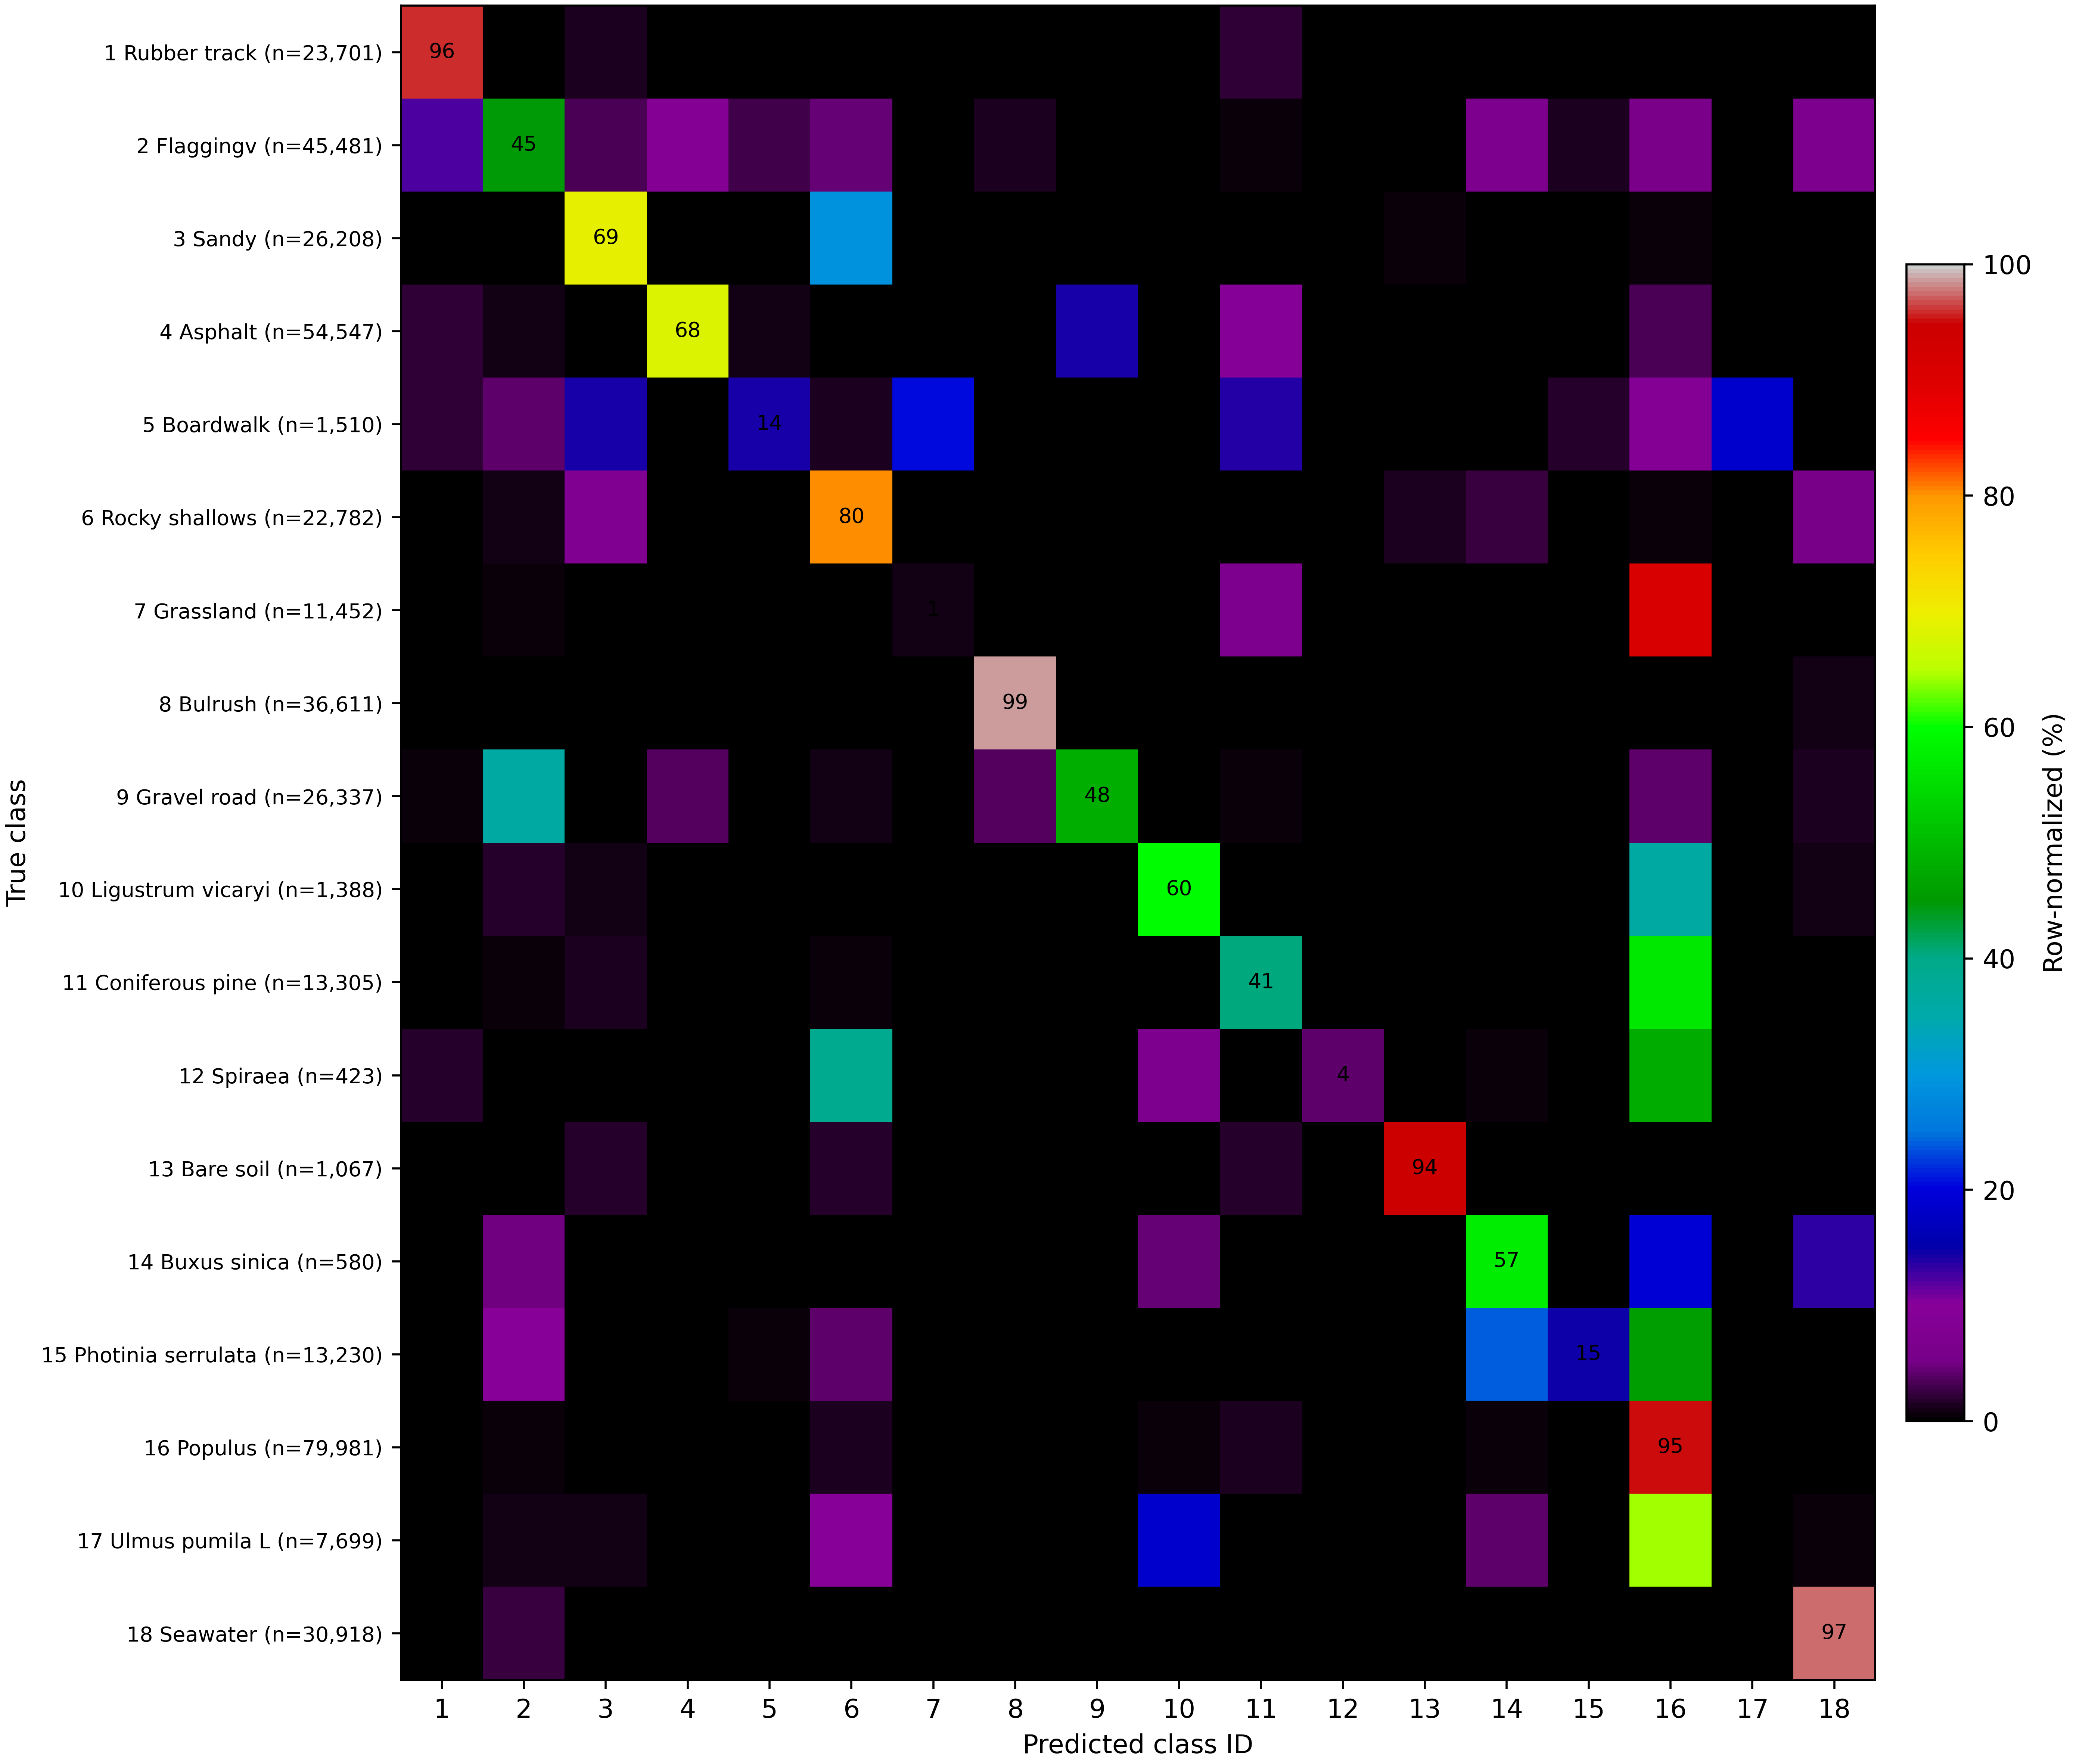 1 Rubber track (n=23,701) 96
2 Flaggingv (n=45,481) 45
3 Sandy (n=26,208) 69
4 Asphalt (n=54,547) 68
5 Boardwalk (n=1,510) 14
6 Rocky shallows (n=22,782) 80
7 Grassland (n=11,452) 1
8 Bulrush (n=36,611) 99
9 Gravel road (n=26,337) 48
10 Ligustrum vicaryi (n=1,388) 60
11 Coniferous pine (n=13,305) 41
12 Spiraea (n=423) 4
13 Bare soil (n=1,067) 94
14 Buxus sinica (n=580) 57
15 Photinia serrulata (n=13,230) 15
16 Populus (n=79,981) 95
17 Ulmus pumila L (n=7,699)
18 Seawater (n=30,918) 97
True class
1 2 3 4 5 6 7 8 9 10 11 12 13 14 15 16 17 18
Predicted class ID
100
80
60
40
20
0
Row-normalized (%)